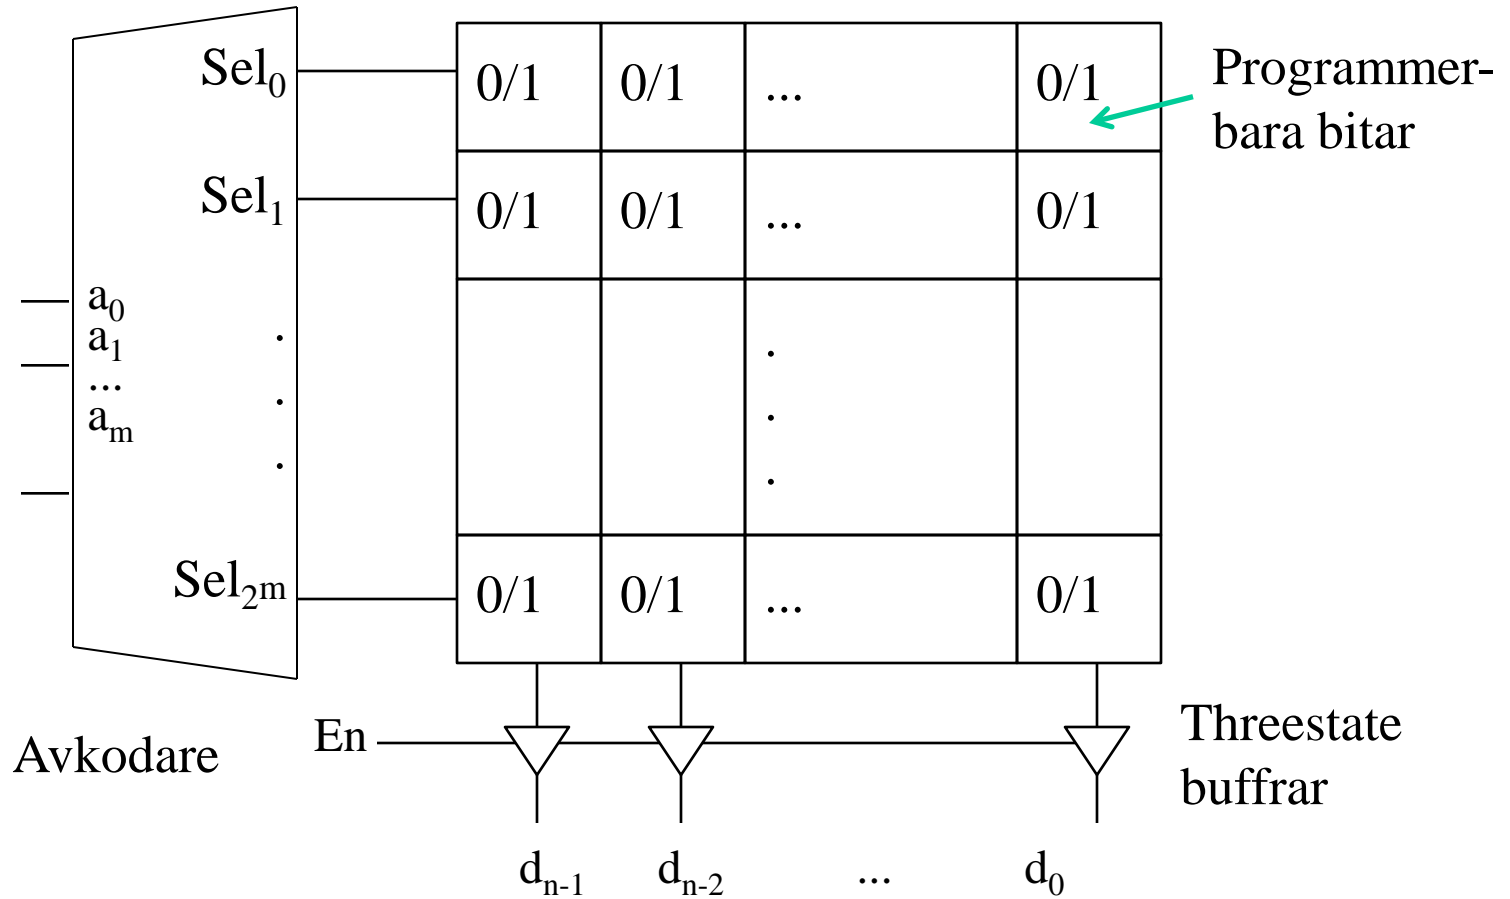 Sel₀ 0/1 0/1 ... 0/1 Programmer-
bara bitar
Sel₁ 0/1 0/1 ... 0/1
a₀
a₁
...
aₘ
.
.
.
.
.
.
Sel₂ᵐ 0/1 0/1 ... 0/1
Avkodare
En
Threestate
buffrar
dₙ₋₁ dₙ₋₂ ... d₀